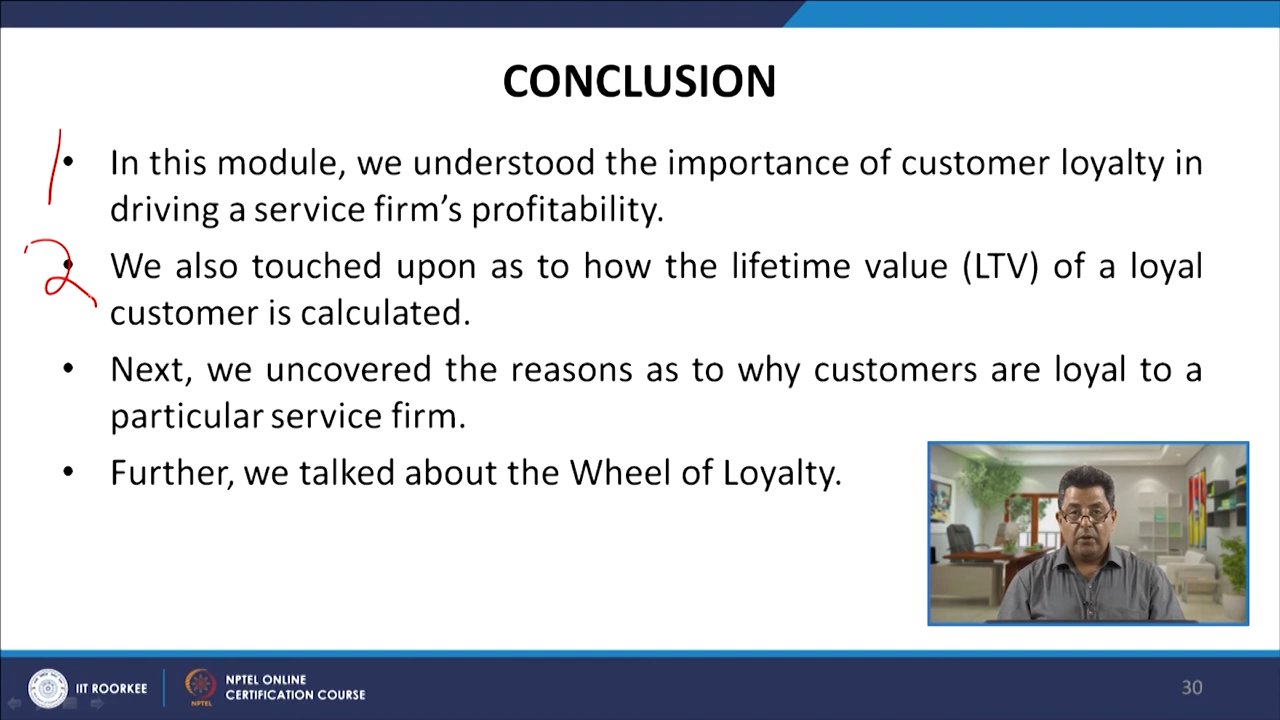 CONCLUSION
1
• In this module, we understood the importance of customer loyalty in
driving a service firm's profitability.
2
• We also touched upon as to how the lifetime value (LTV) of a loyal
customer is calculated.
• Next, we uncovered the reasons as to why customers are loyal to a
particular service firm.
• Further, we talked about the Wheel of Loyalty.
IIT ROORKEE
NPTEL
NPTEL ONLINE
CERTIFICATION COURSE
30